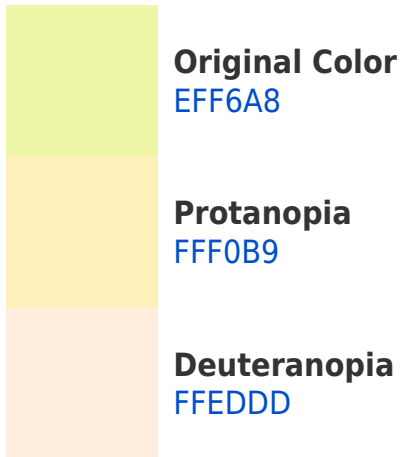 Original Color
EFF6A8
Protanopia
FFF0B9
Deuteranopia
FFEDDD